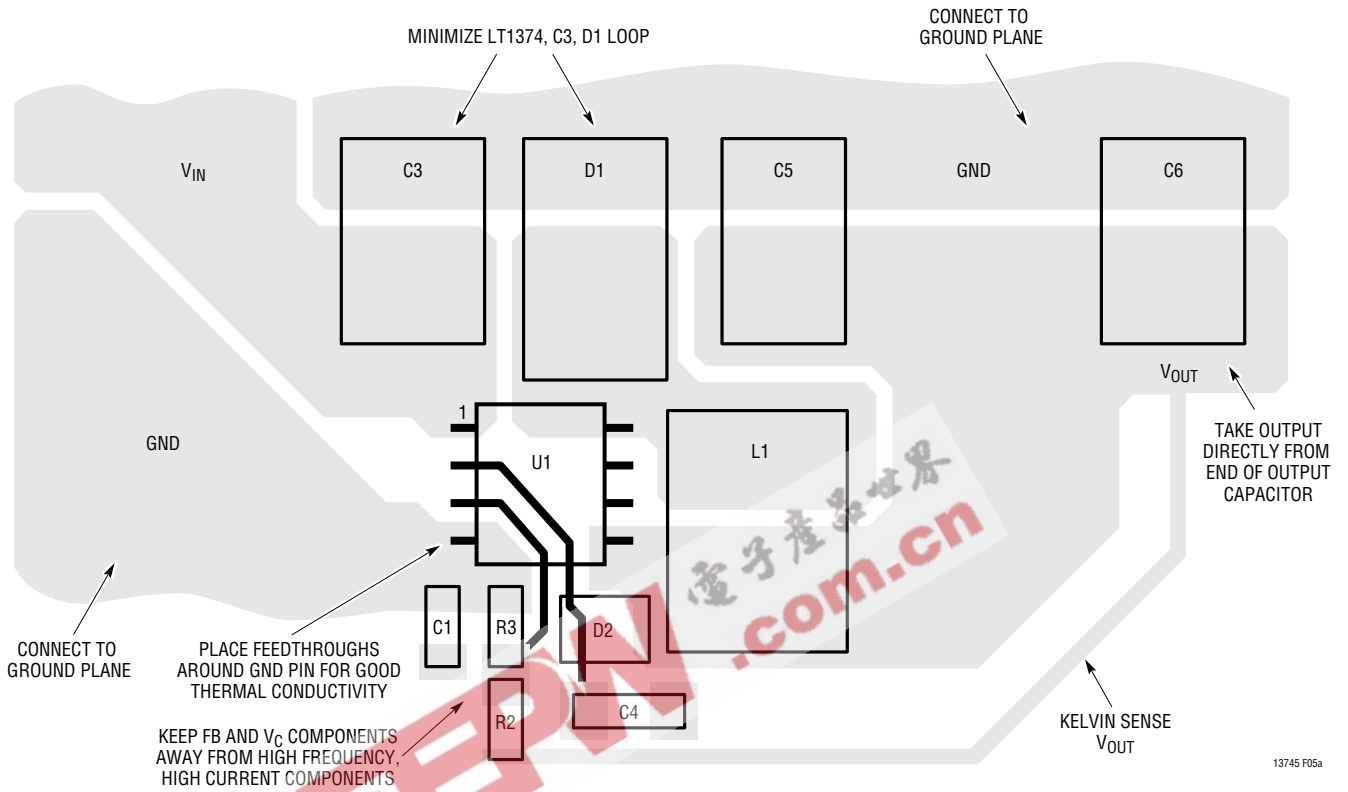 CONNECT TO
GROUND PLANE
MINIMIZE LT1374, C3, D1 LOOP
VIN
C3
D1
C5
GND
C6
VOUT
TAKE OUTPUT
DIRECTLY FROM
END OF OUTPUT
CAPACITOR
1
U1
L1
GND
電子產品世界
.com.cn
EEPW
C1
R3
D2
CONNECT TO
GROUND PLANE
PLACE FEEDTHROUGHS
AROUND GND PIN FOR GOOD
THERMAL CONDUCTIVITY
R2
C4
KEEP FB AND VC COMPONENTS
AWAY FROM HIGH FREQUENCY,
HIGH CURRENT COMPONENTS
KELVIN SENSE
VOUT
13745 F05a